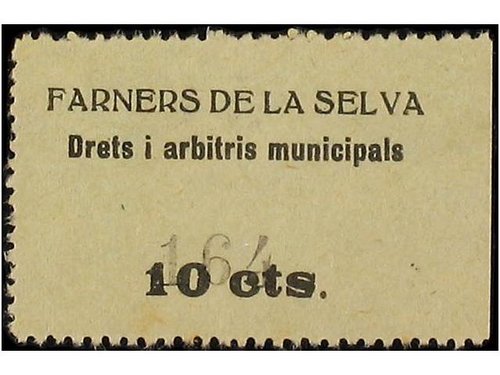 FARNERS DE LA SELVA
Drets i arbitris municipals
164
10 cts.